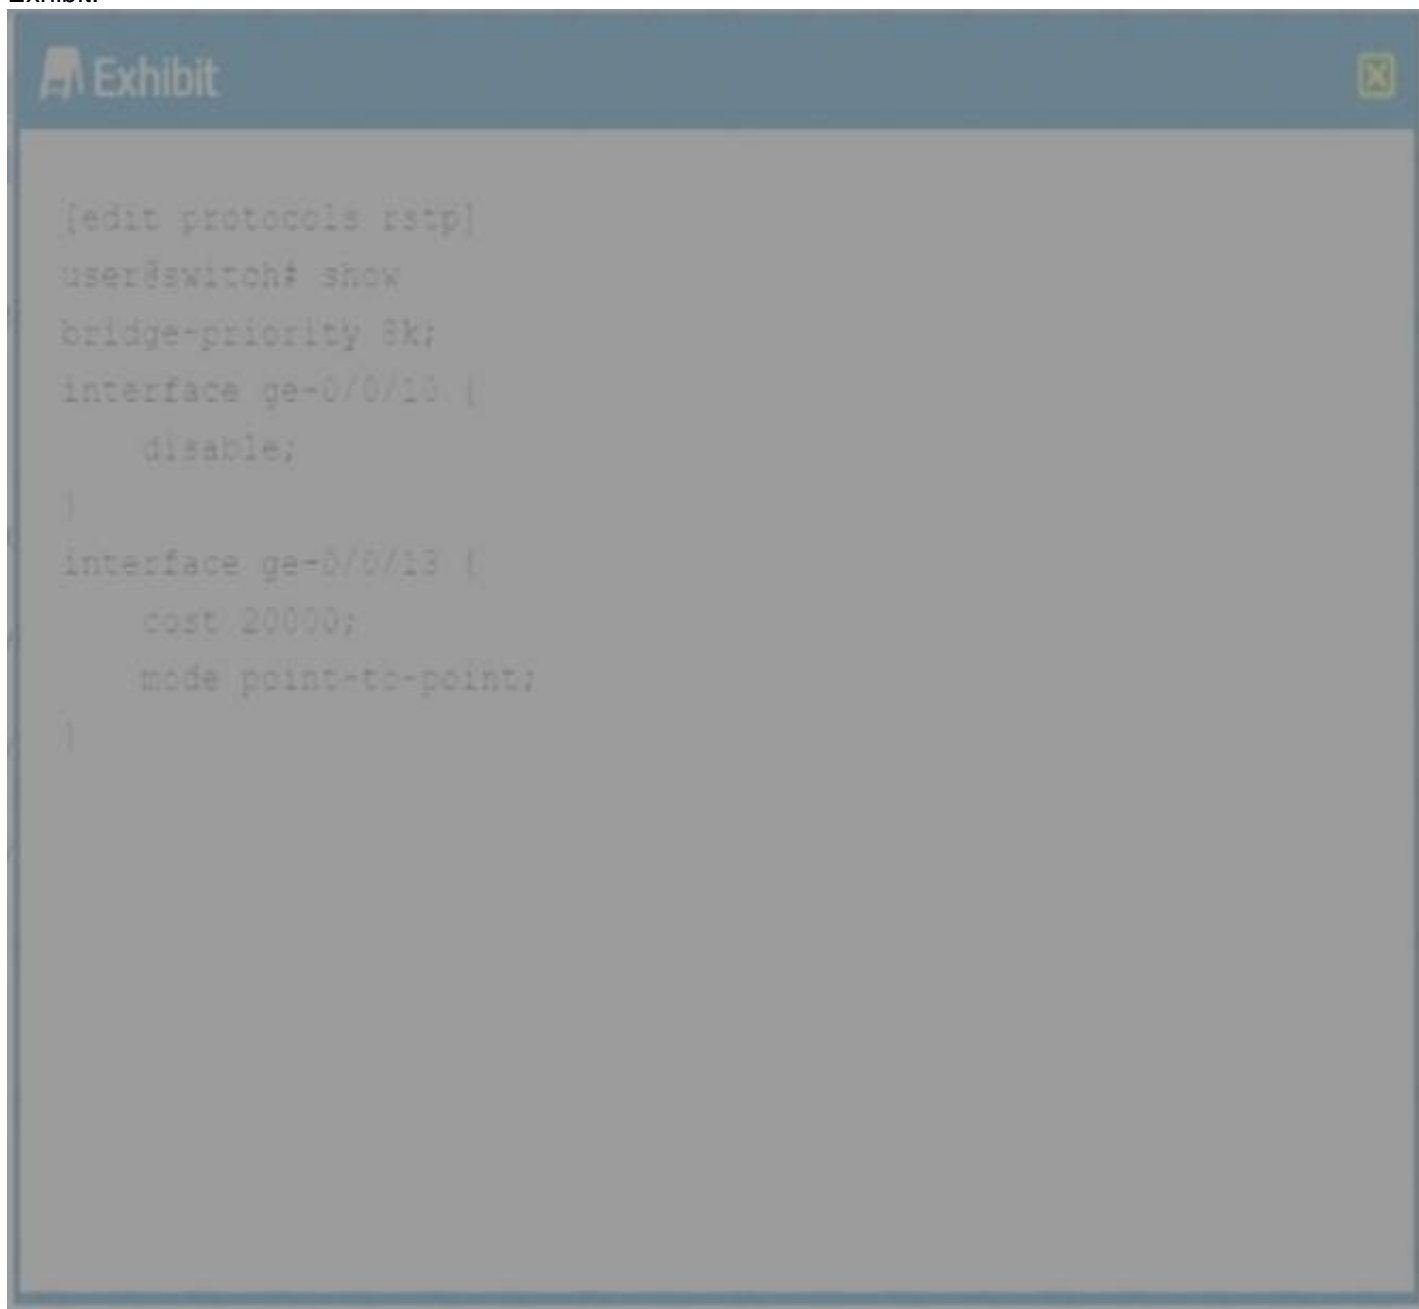 Exhibit
[edit protocols rstp]
user@switch# show
bridge-priority 8k;
interface ge-0/0/10 {
disable;
}
interface ge-0/0/13 {
cost 20000;
mode point-to-point;
}